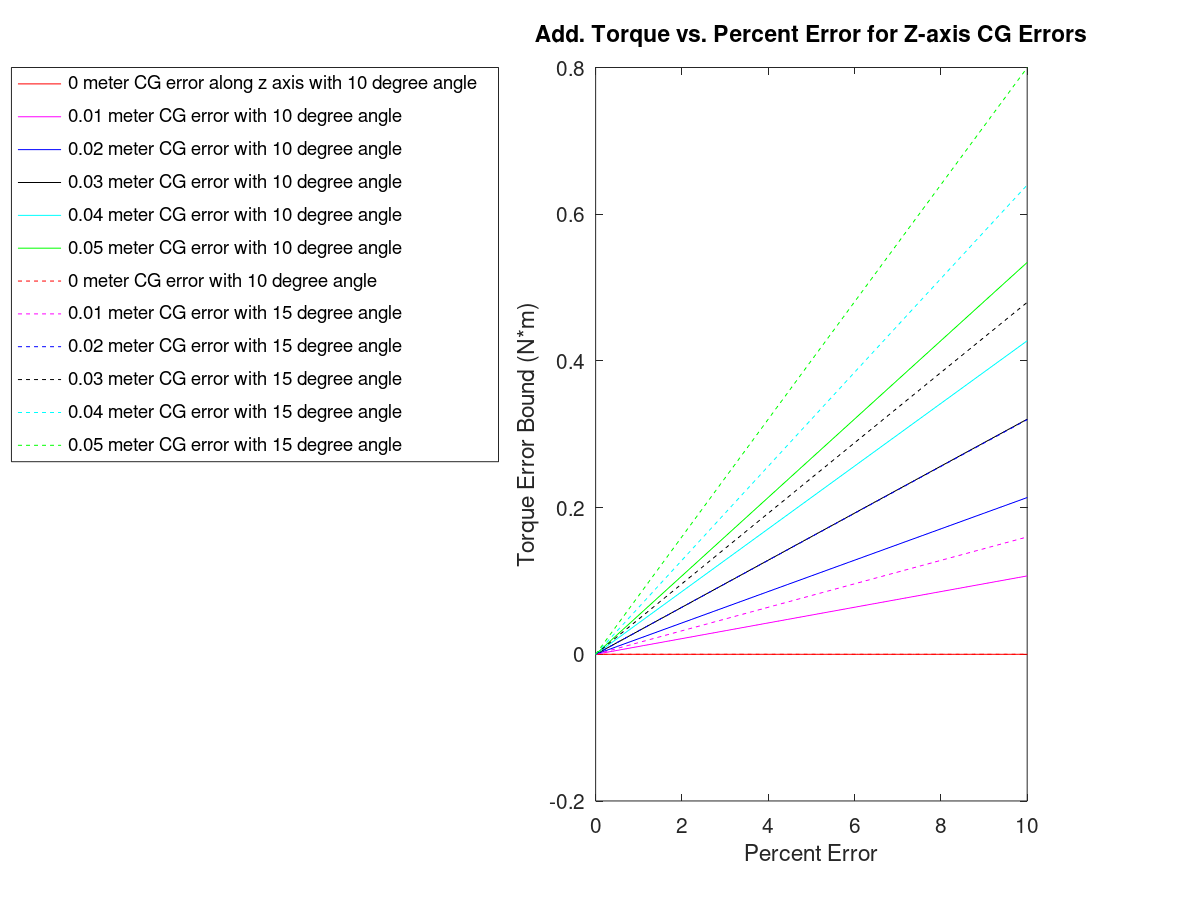 Add. Torque vs. Percent Error for Z-axis CG Errors
0 meter CG error along z axis with 10 degree angle
0.01 meter CG error with 10 degree angle
0.02 meter CG error with 10 degree angle
0.03 meter CG error with 10 degree angle
0.04 meter CG error with 10 degree angle
0.05 meter CG error with 10 degree angle
0 meter CG error with 10 degree angle
0.01 meter CG error with 15 degree angle
0.02 meter CG error with 15 degree angle
0.03 meter CG error with 15 degree angle
0.04 meter CG error with 15 degree angle
0.05 meter CG error with 15 degree angle
Torque Error Bound (N*m)
0.8
0.6
0.4
0.2
0
-0.2
0 2 4 6 8 10
Percent Error